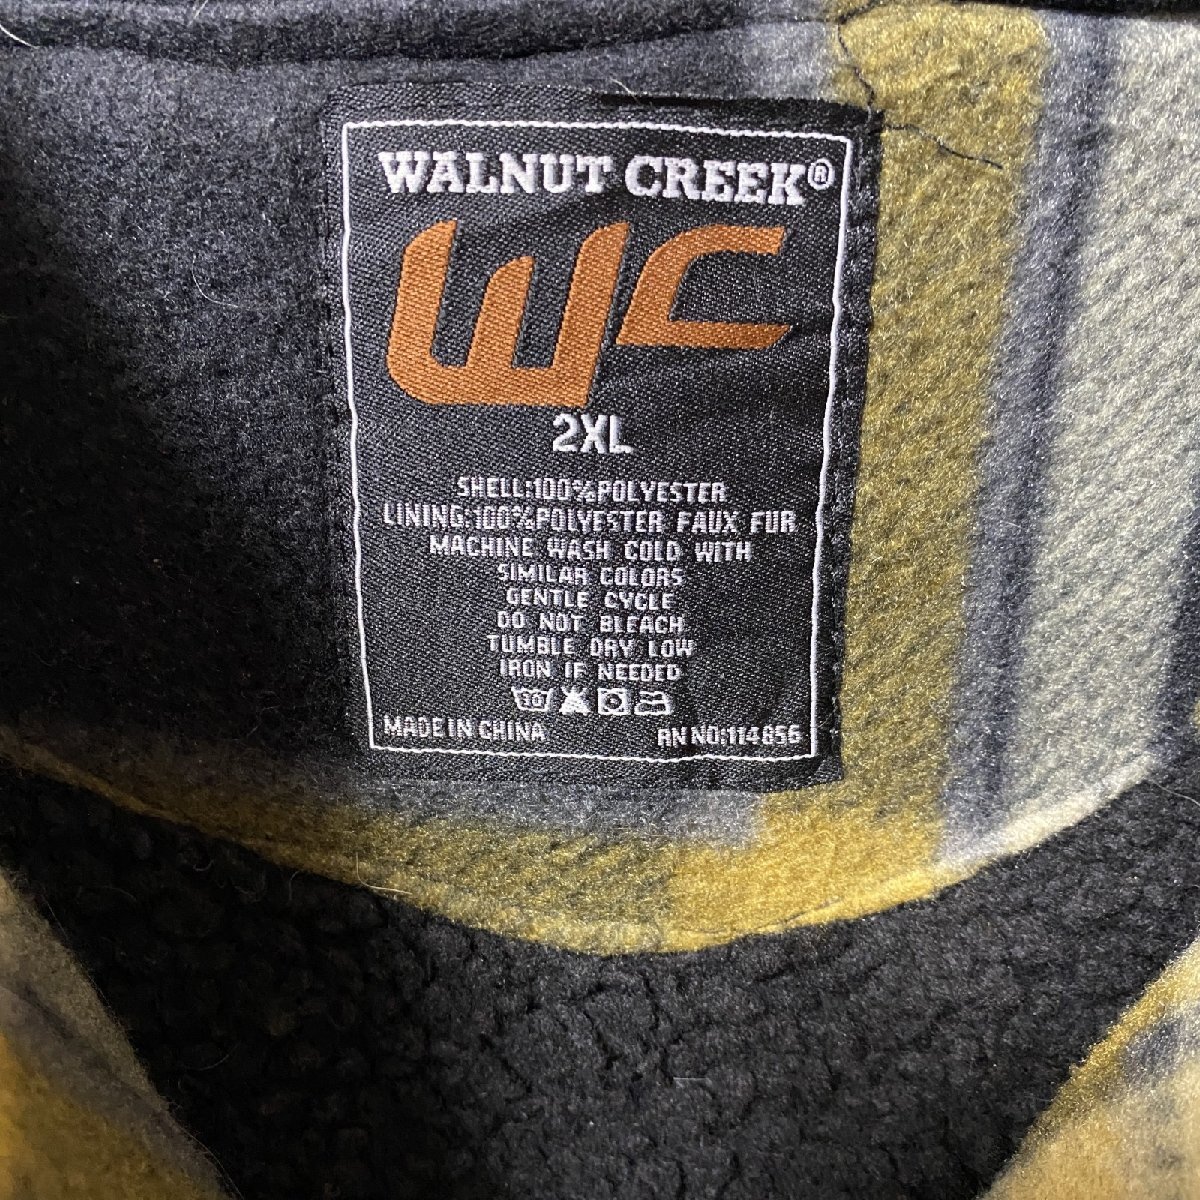 WALNUT CREEK®
WC
2XL
SHELL:100%POLYESTER
LINING:100%POLYESTER FAUX FUR
MACHINE WASH COLD WITH
SIMILAR COLORS
GENTLE CYCLE
DO NOT BLEACH
TUMBLE DRY LOW
IRON IF NEEDED
MADE IN CHINA RN NO:114856